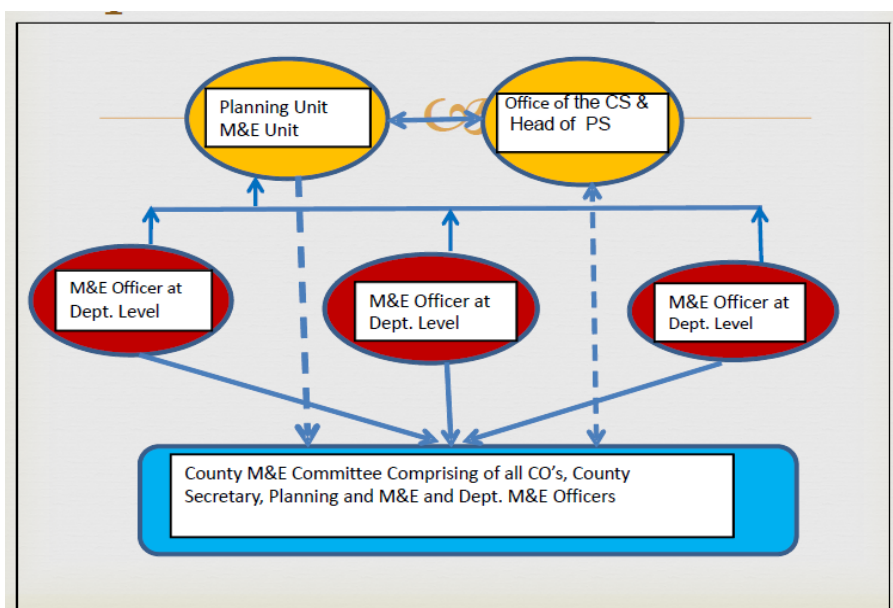 Planning Unit
M&E Unit
Office of the CS &
Head of PS
M&E Officer at
Dept. Level
M&E Officer at
Dept. Level
M&E Officer at
Dept. Level
County M&E Committee Comprising of all CO's, County
Secretary, Planning and M&E and Dept. M&E Officers